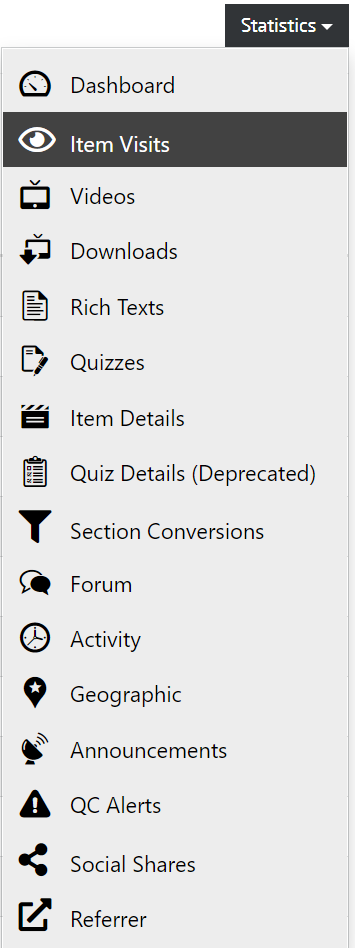 Statistics
Dashboard
Item Visits
Videos
Downloads
Rich Texts
Quizzes
Item Details
Quiz Details (Deprecated)
Section Conversions
Forum
Activity
Geographic
Announcements
QC Alerts
Social Shares
Referrer